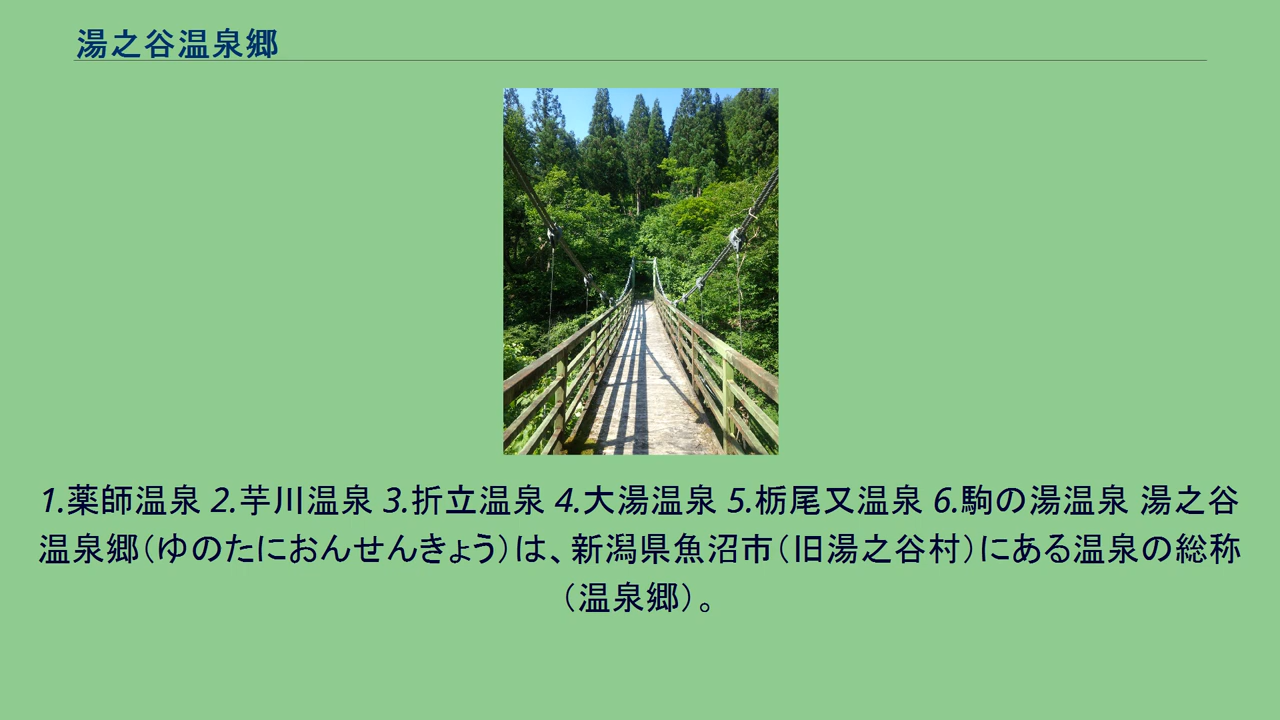 湯之谷温泉郷
1.薬師温泉 2.芋川温泉 3.折立温泉 4.大湯温泉 5.栃尾又温泉 6.駒の湯温泉 湯之谷
温泉郷（ゆのたにおんせんきょう）は、新潟県魚沼市（旧湯之谷村）にある温泉の総称
（温泉郷）。